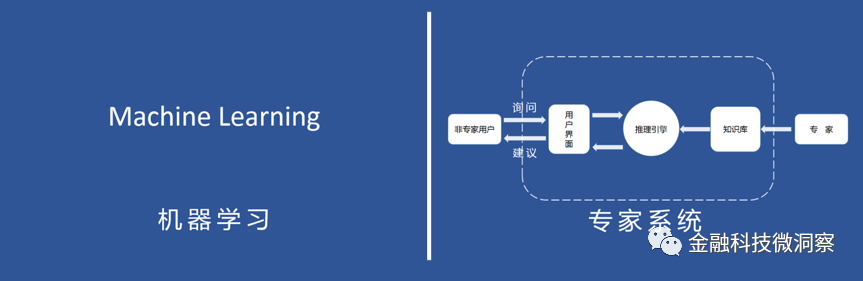 Machine Learning
机器学习
询问
非专家用户
用户界面
推理引擎
知识库
专 家
建议
专家系统
金融科技微洞察